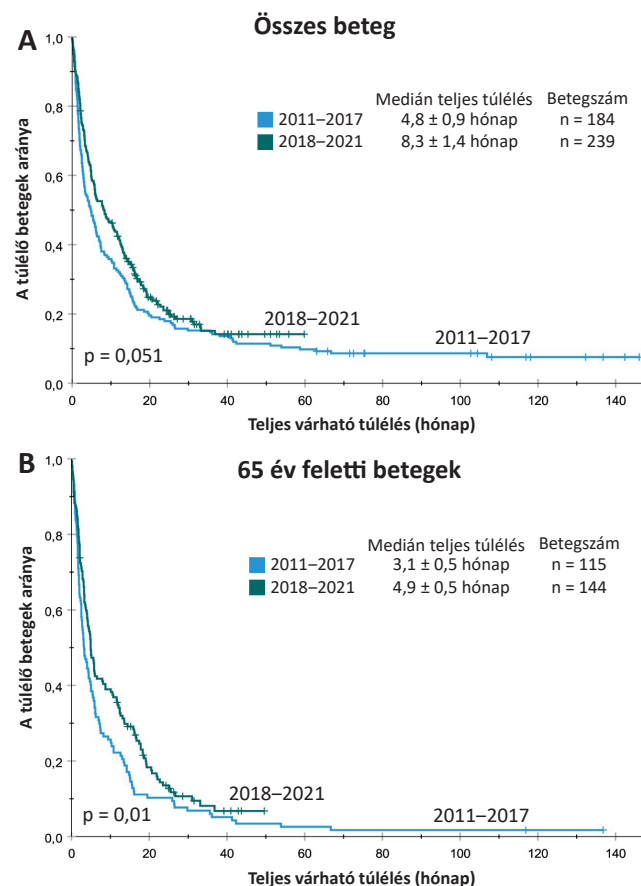 A
Összes beteg
Medián teljes túlélés Betegszám
2011–2017 4,8 ± 0,9 hónap n = 184
2018–2021 8,3 ± 1,4 hónap n = 239
A túlélő betegek aránya
1,0
0,8
0,6
0,4
0,2
0,0
2018–2021
2011–2017
p = 0,051
0 20 40 60 80 100 120 140
Teljes várható túlélés (hónap)
B
65 év feletti betegek
Medián teljes túlélés Betegszám
2011–2017 3,1 ± 0,5 hónap n = 115
2018–2021 4,9 ± 0,5 hónap n = 144
A túlélő betegek aránya
1,0
0,8
0,6
0,4
0,2
0,0
2018–2021
2011–2017
p = 0,01
0 20 40 60 80 100 120 140
Teljes várható túlélés (hónap)